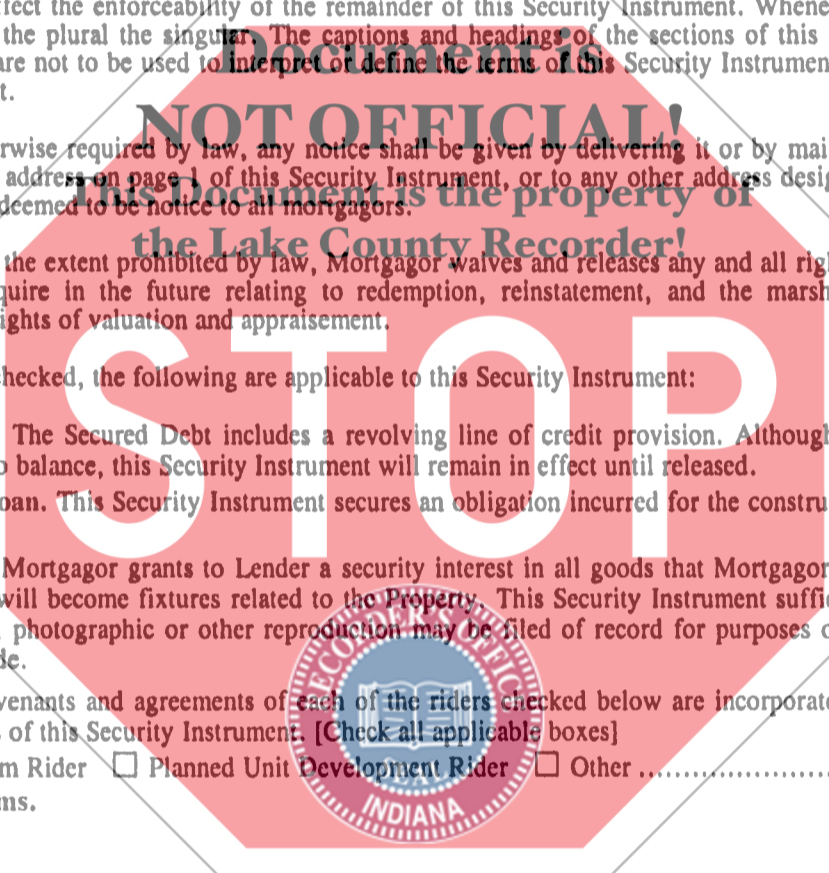 fect the enforceability of the remainder of this Security Instrument. Whene
the plural the singular. The captions and headings of the sections of this
are not to be used to interpret or define the terms of this Security Instrumen
t.
Document is
NOT OFFICIAL!
This Document is the property of
the Lake County Recorder!
rwise required by law, any notice shall be given by delivering it or by mai
address on page of this Security Instrument, or to any other address desig
deemed to be notice to all mortgagors.
the extent prohibited by law, Mortgagor waives and releases any and all rig
quire in the future relating to redemption, reinstatement, and the marsh
ights of valuation and appraisement.
STOP
hecked, the following are applicable to this Security Instrument:
The Secured Debt includes a revolving line of credit provision. Although
o balance, this Security Instrument will remain in effect until released.
oan. This Security Instrument secures an obligation incurred for the constru
Mortgagor grants to Lender a security interest in all goods that Mortgagor
will become fixtures related to the Property. This Security Instrument suffi
photographic or other reproduction may be filed of record for purposes o
de.
venants and agreements of each of the riders checked below are incorporate
of this Security Instrument. [Check all applicable boxes]
m Rider ☐ Planned Unit Development Rider ☐ Other ........................
ms.
RECORDER'S OFFICE
SEAL
INDIANA